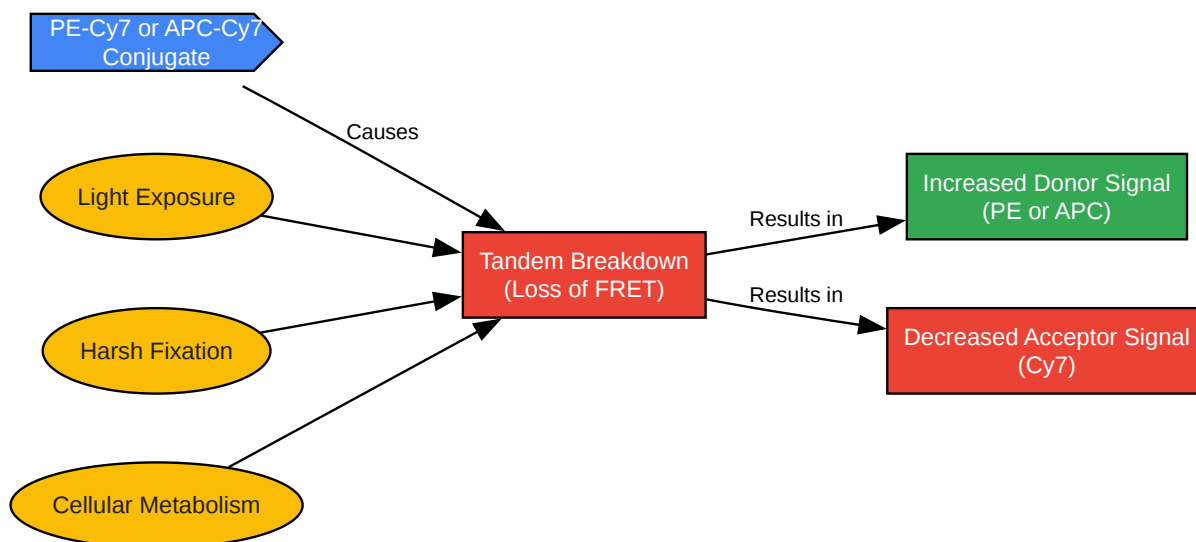 PE-Cy7 or APC-Cy7
Conjugate
Causes
Light Exposure
Increased Donor Signal
(PE or APC)
Results in
Tandem Breakdown
(Loss of FRET)
Results in
Harsh Fixation
Decreased Acceptor Signal
(Cy7)
Cellular Metabolism